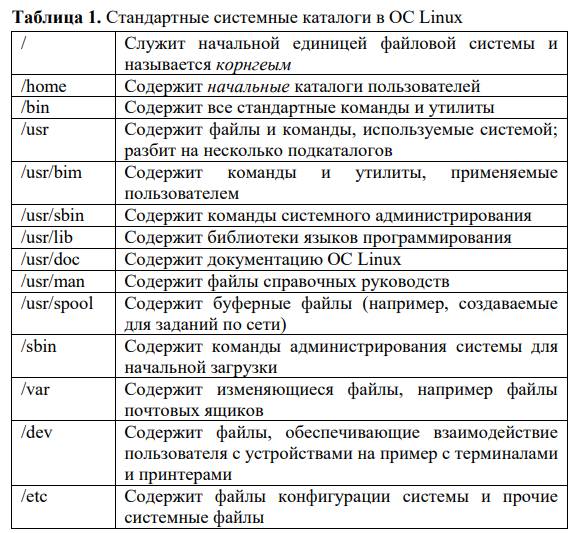 Таблица 1. Стандартные системные каталоги в ОС Linux
/ Служит начальной единицей файловой системы и
называется корнгеым
/home Содержит начальные каталоги пользователей
/bin Содержит все стандартные команды и утилиты
/usr Содержит файлы и команды, используемые системой;
разбит на несколько подкаталогов
/usr/bim Содержит команды и утилиты, применяемые
пользователем
/usr/sbin Содержит команды системного администрирования
/usr/lib Содержит библиотеки языков программирования
/usr/doc Содержит документацию ОС Linux
/usr/man Содержит файлы справочных руководств
/usr/spool Содержит буферные файлы (например, создаваемые
для заданий по сети)
/sbin Содержит команды администрирования системы для
начальной загрузки
/var Содержит изменяющиеся файлы, например файлы
почтовых ящиков
/dev Содержит файлы, обеспечивающие взаимодействие
пользователя с устройствами на пример с терминалами
и принтерами
/etc Содержит файлы конфигурации системы и прочие
системные файлы